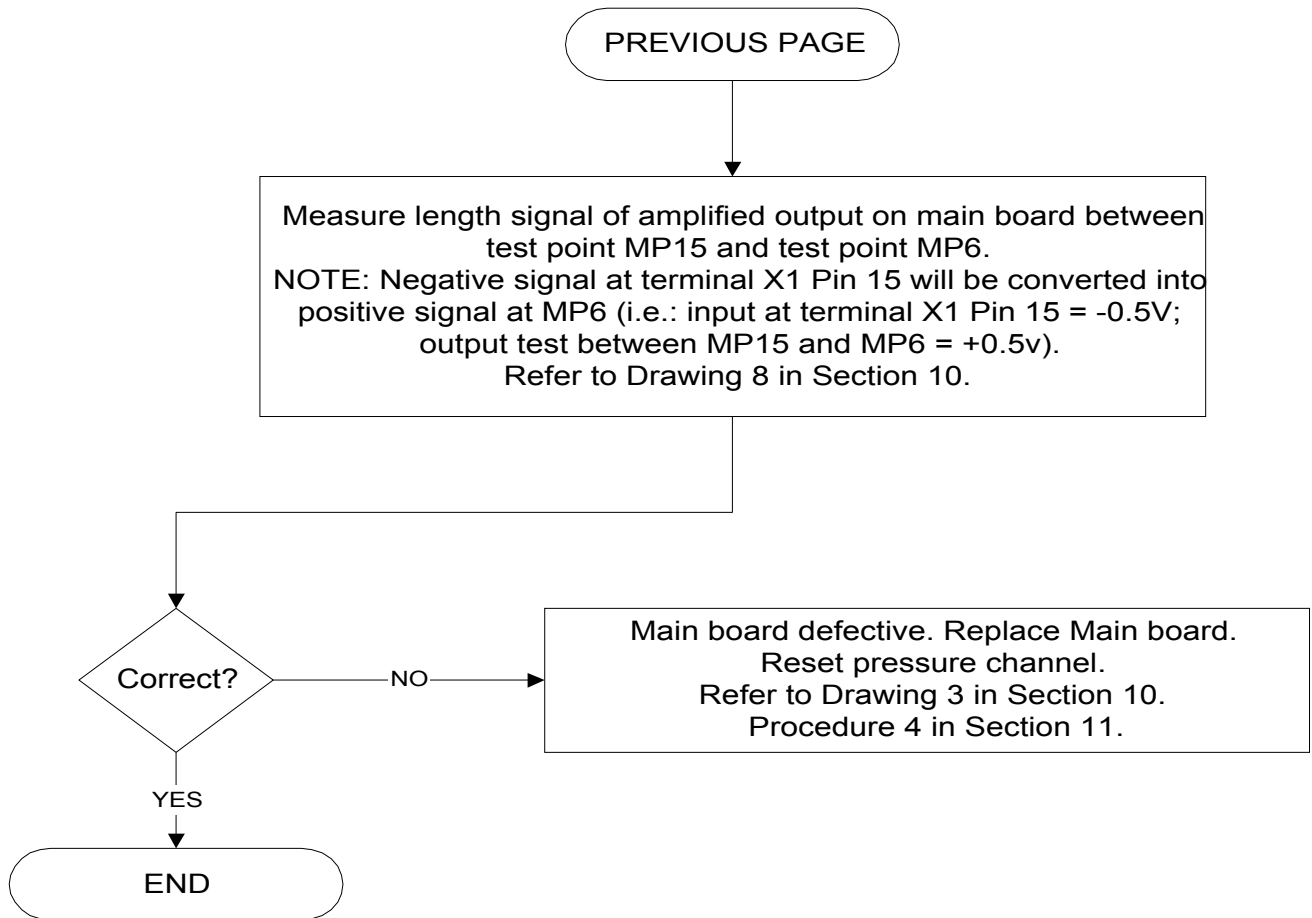 PREVIOUS PAGE
Measure length signal of amplified output on main board between
test point MP15 and test point MP6.
NOTE: Negative signal at terminal X1 Pin 15 will be converted into
positive signal at MP6 (i.e.: input at terminal X1 Pin 15 = -0.5V;
output test between MP15 and MP6 = +0.5v).
Refer to Drawing 8 in Section 10.
Correct?
NO
Main board defective. Replace Main board.
Reset pressure channel.
Refer to Drawing 3 in Section 10.
Procedure 4 in Section 11.
YES
END